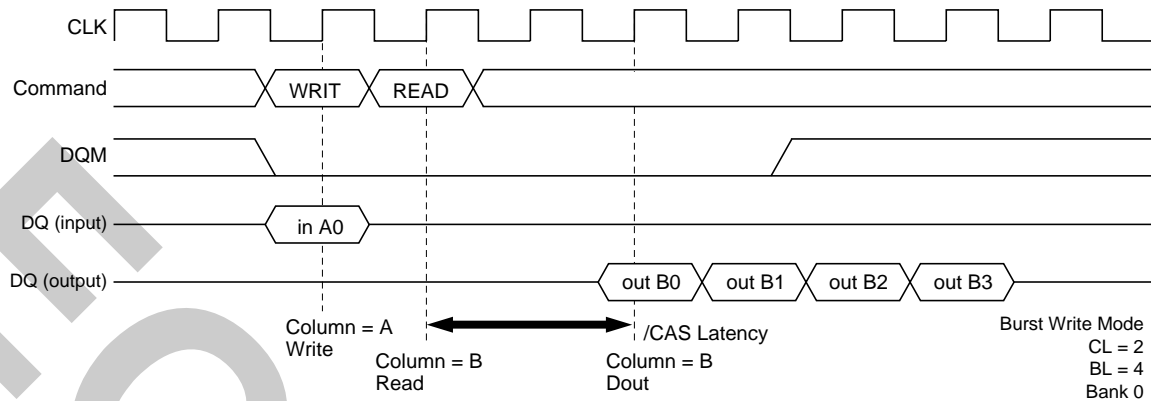 CLK
Command
WRIT
READ
DQM
DQ (input)
in A0
DQ (output)
out B0
out B1
out B2
out B3
Column = A
Write
Column = B
Read
/CAS Latency
Column = B
Dout
Burst Write Mode
CL = 2
BL = 4
Bank 0